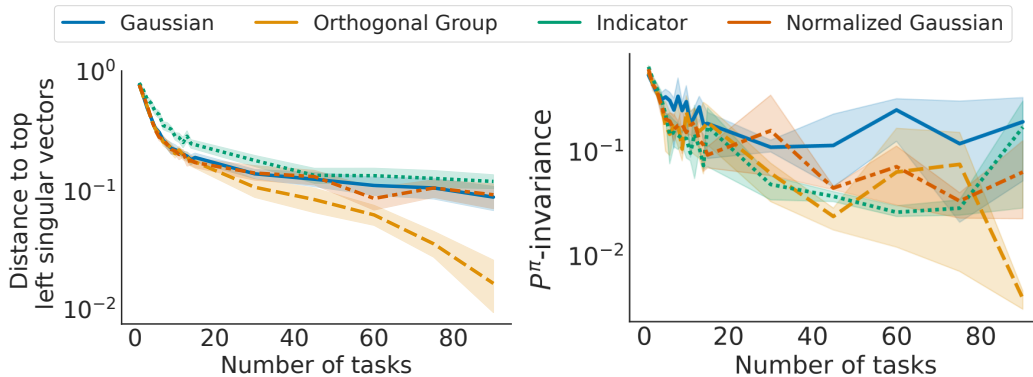 Gaussian Orthogonal Group Indicator Normalized Gaussian
Distance to top
left singular vectors
10^0
10^-1
10^-2
0 20 40 60 80
Number of tasks
P^π-invariance
10^-1
10^-2
0 20 40 60 80
Number of tasks